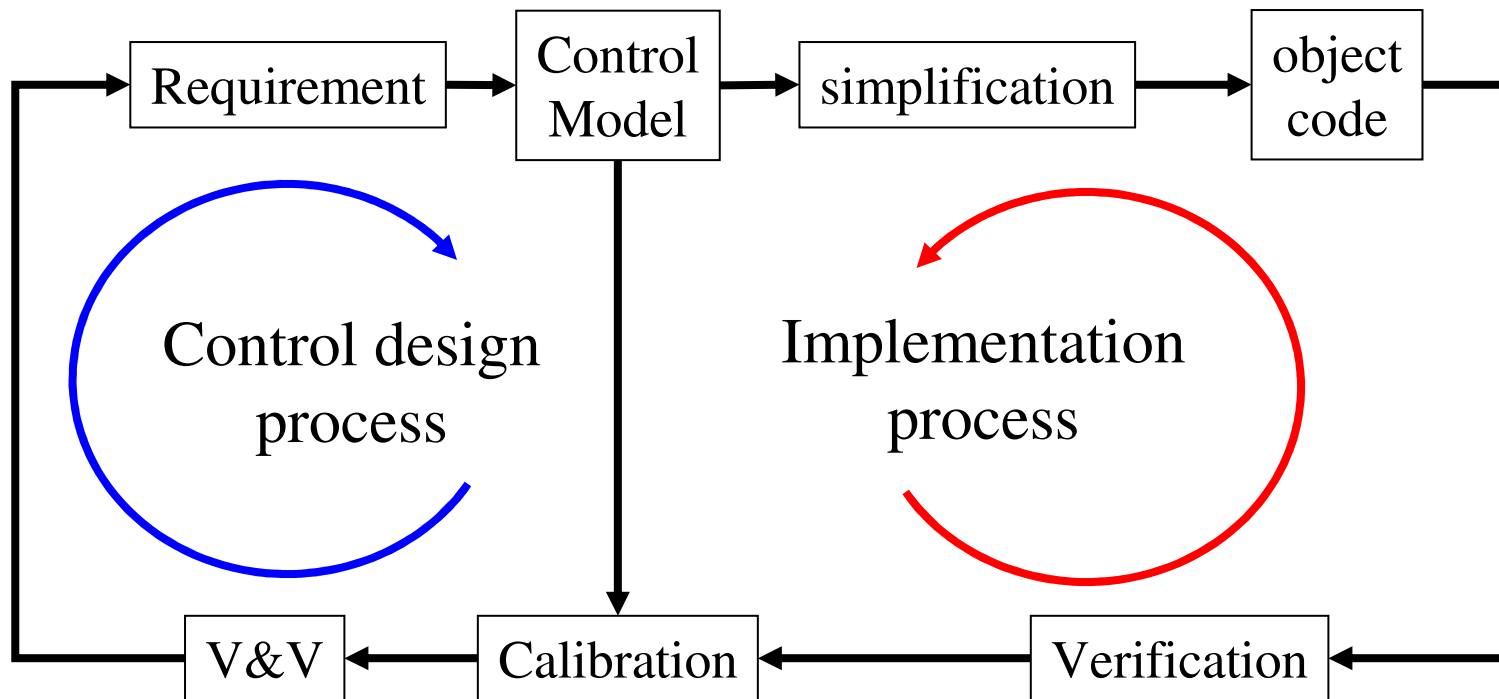 Requirement
Control
Model
simplification
object
code
Control design
process
Implementation
process
V&V
Calibration
Verification